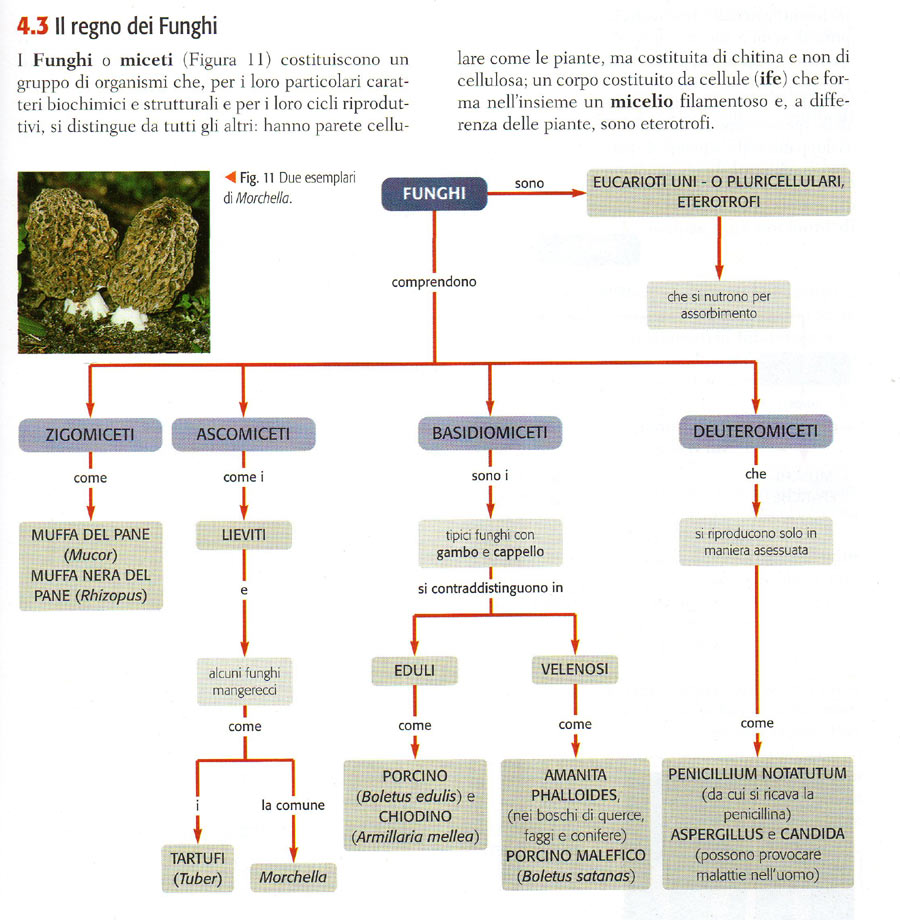 4.3 Il regno dei Funghi
I Funghi o miceti (Figura 11) costituiscono un
gruppo di organismi che, per i loro particolari carat-
teri biochimici e strutturali e per i loro cicli riprodut-
tivi, si distingue da tutti gli altri: hanno parete cellu-
lare come le piante, ma costituita di chitina e non di
cellulosa; un corpo costituito da cellule (ife) che for-
ma nell'insieme un micelio filamentoso e, a diffe-
renza delle piante, sono eterotrofi.
◀ Fig. 11 Due esemplari
di Morchella.
FUNGHI
sono
EUCARIOTI UNI - O PLURICELLULARI,
ETEROTROFI
che si nutrono per
assorbimento
comprendono
ZIGOMICETI
come
MUFFA DEL PANE
(Mucor)
MUFFA NERA DEL
PANE (Rhizopus)
ASCOMICETI
come i
LIEVITI
e
alcuni funghi
mangerecci
come
i
TARTUFI
(Tuber)
la comune
Morchella
BASIDIOMICETI
sono i
tipici funghi con
gambo e cappello
si contraddistinguono in
EDULI
come
PORCINO
(Boletus edulis) e
CHIODINO
(Armillaria mellea)
VELENOSI
come
AMANITA
PHALLOIDES,
(nei boschi di querce,
faggi e conifere)
PORCINO MALEFICO
(Boletus satanas)
DEUTEROMICETI
che
si riproducono solo in
maniera asessuata
come
PENICILLIUM NOTATUTUM
(da cui si ricava la
penicillina)
ASPERGILLUS e CANDIDA
(possono provocare
malattie nell'uomo)